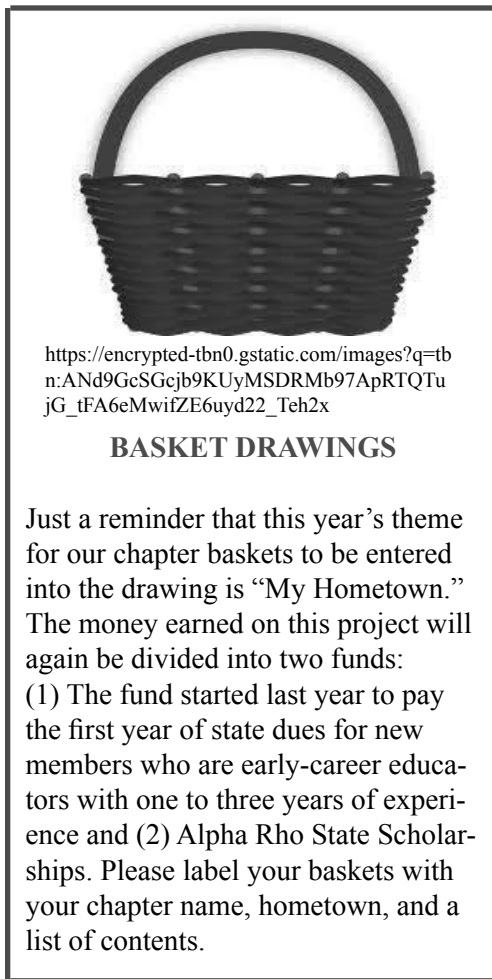 https://encrypted-tbn0.gstatic.com/images?q=tb
n:ANd9GcSGcjb9KUyMSDRMb97ApRTQTu
jG_tFA6eMwifZE6uyd22_Teh2x
BASKET DRAWINGS
Just a reminder that this year’s theme
for our chapter baskets to be entered
into the drawing is “My Hometown.”
The money earned on this project will
again be divided into two funds:
(1) The fund started last year to pay
the first year of state dues for new
members who are early-career educa-
tors with one to three years of experi-
ence and (2) Alpha Rho State Scholar-
ships. Please label your baskets with
your chapter name, hometown, and a
list of contents.